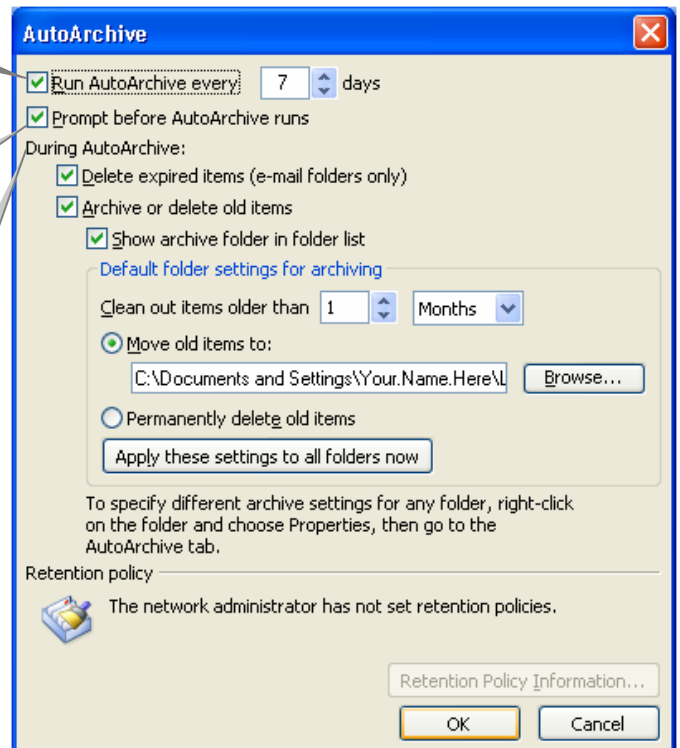 AutoArchive
Run AutoArchive every 7 days
Prompt before AutoArchive runs
During AutoArchive:
Delete expired items (e-mail folders only)
Archive or delete old items
Show archive folder in folder list
Default folder settings for archiving
Clean out items older than 1 Months
Move old items to:
C:\Documents and Settings\Your.Name.Here\L Browse...
Permanently delete old items
Apply these settings to all folders now
To specify different archive settings for any folder, right-click
on the folder and choose Properties, then go to the
AutoArchive tab.
Retention policy
The network administrator has not set retention policies.
Retention Policy Information...
OK Cancel